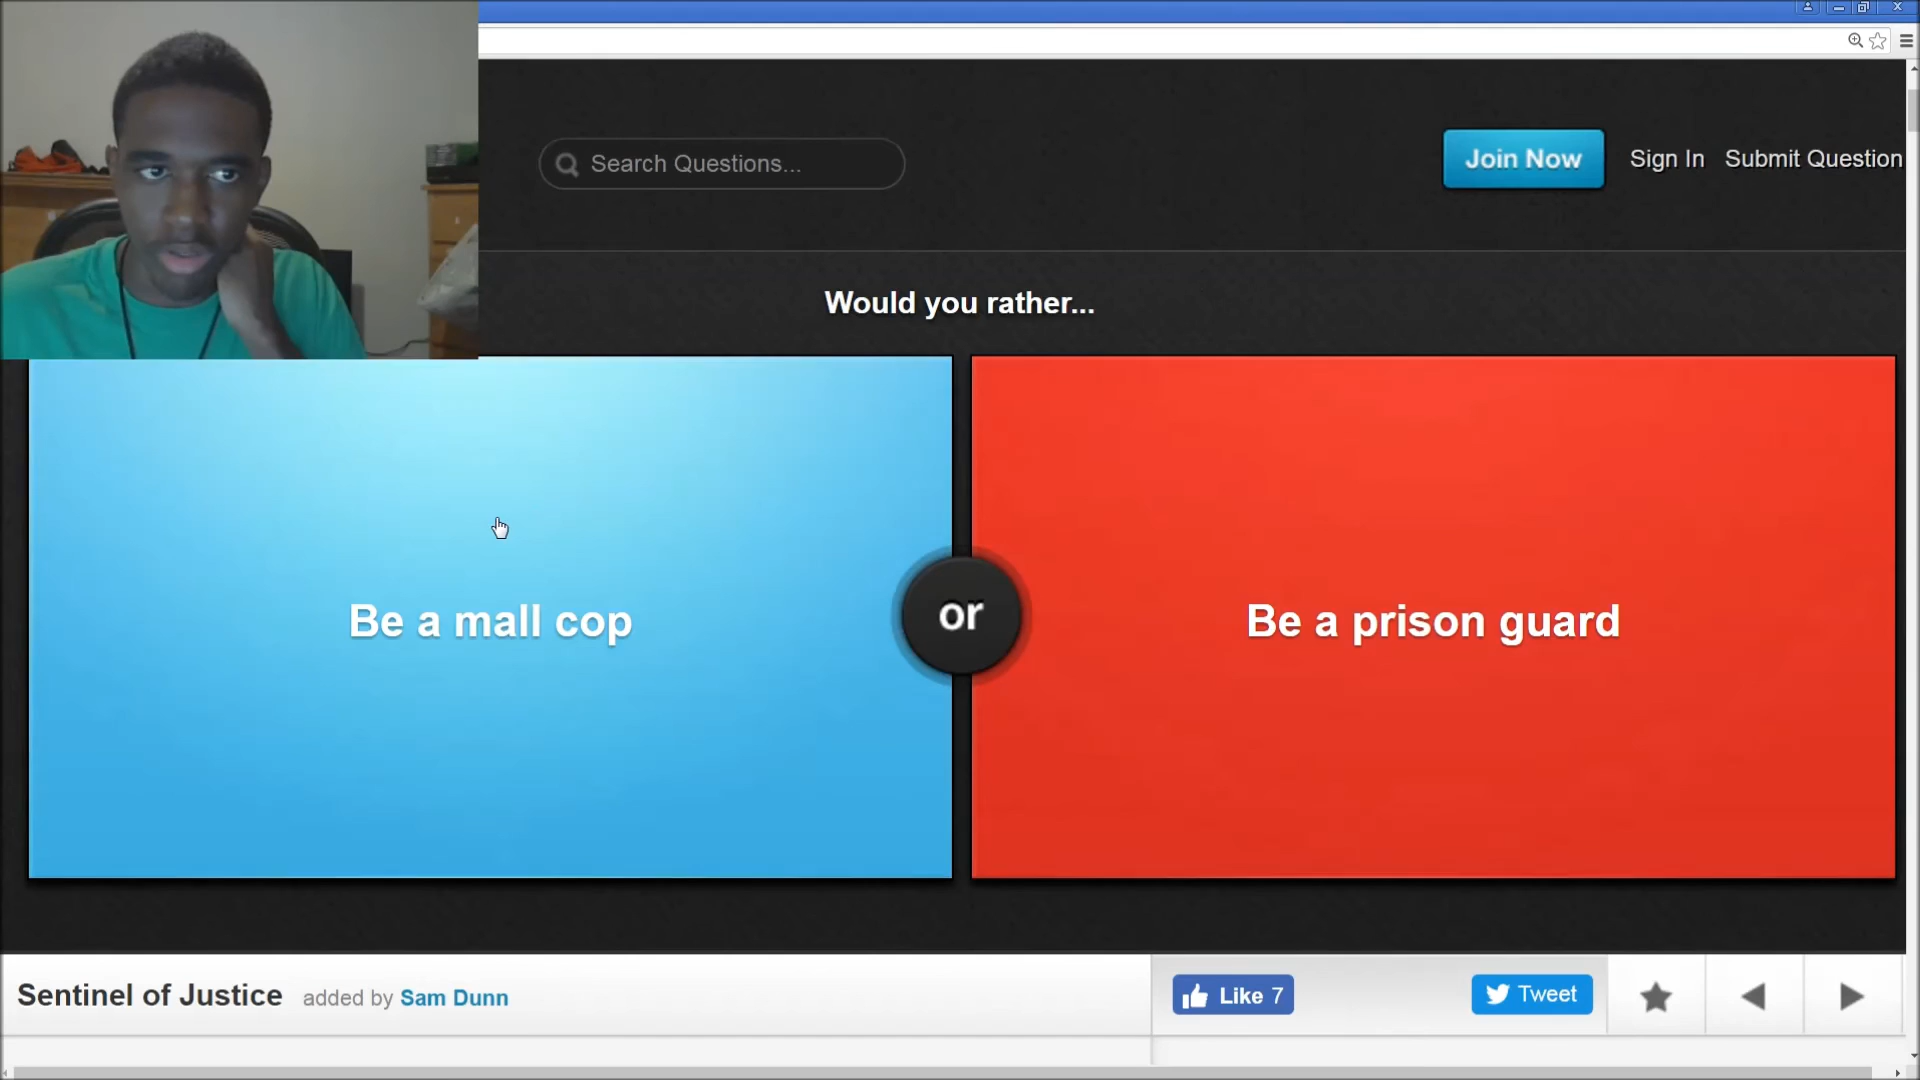 Search Questions...
Join Now
Sign In
Submit Question
Would you rather...
Be a mall cop
or
Be a prison guard
Sentinel of Justice added by Sam Dunn
Like 7
Tweet